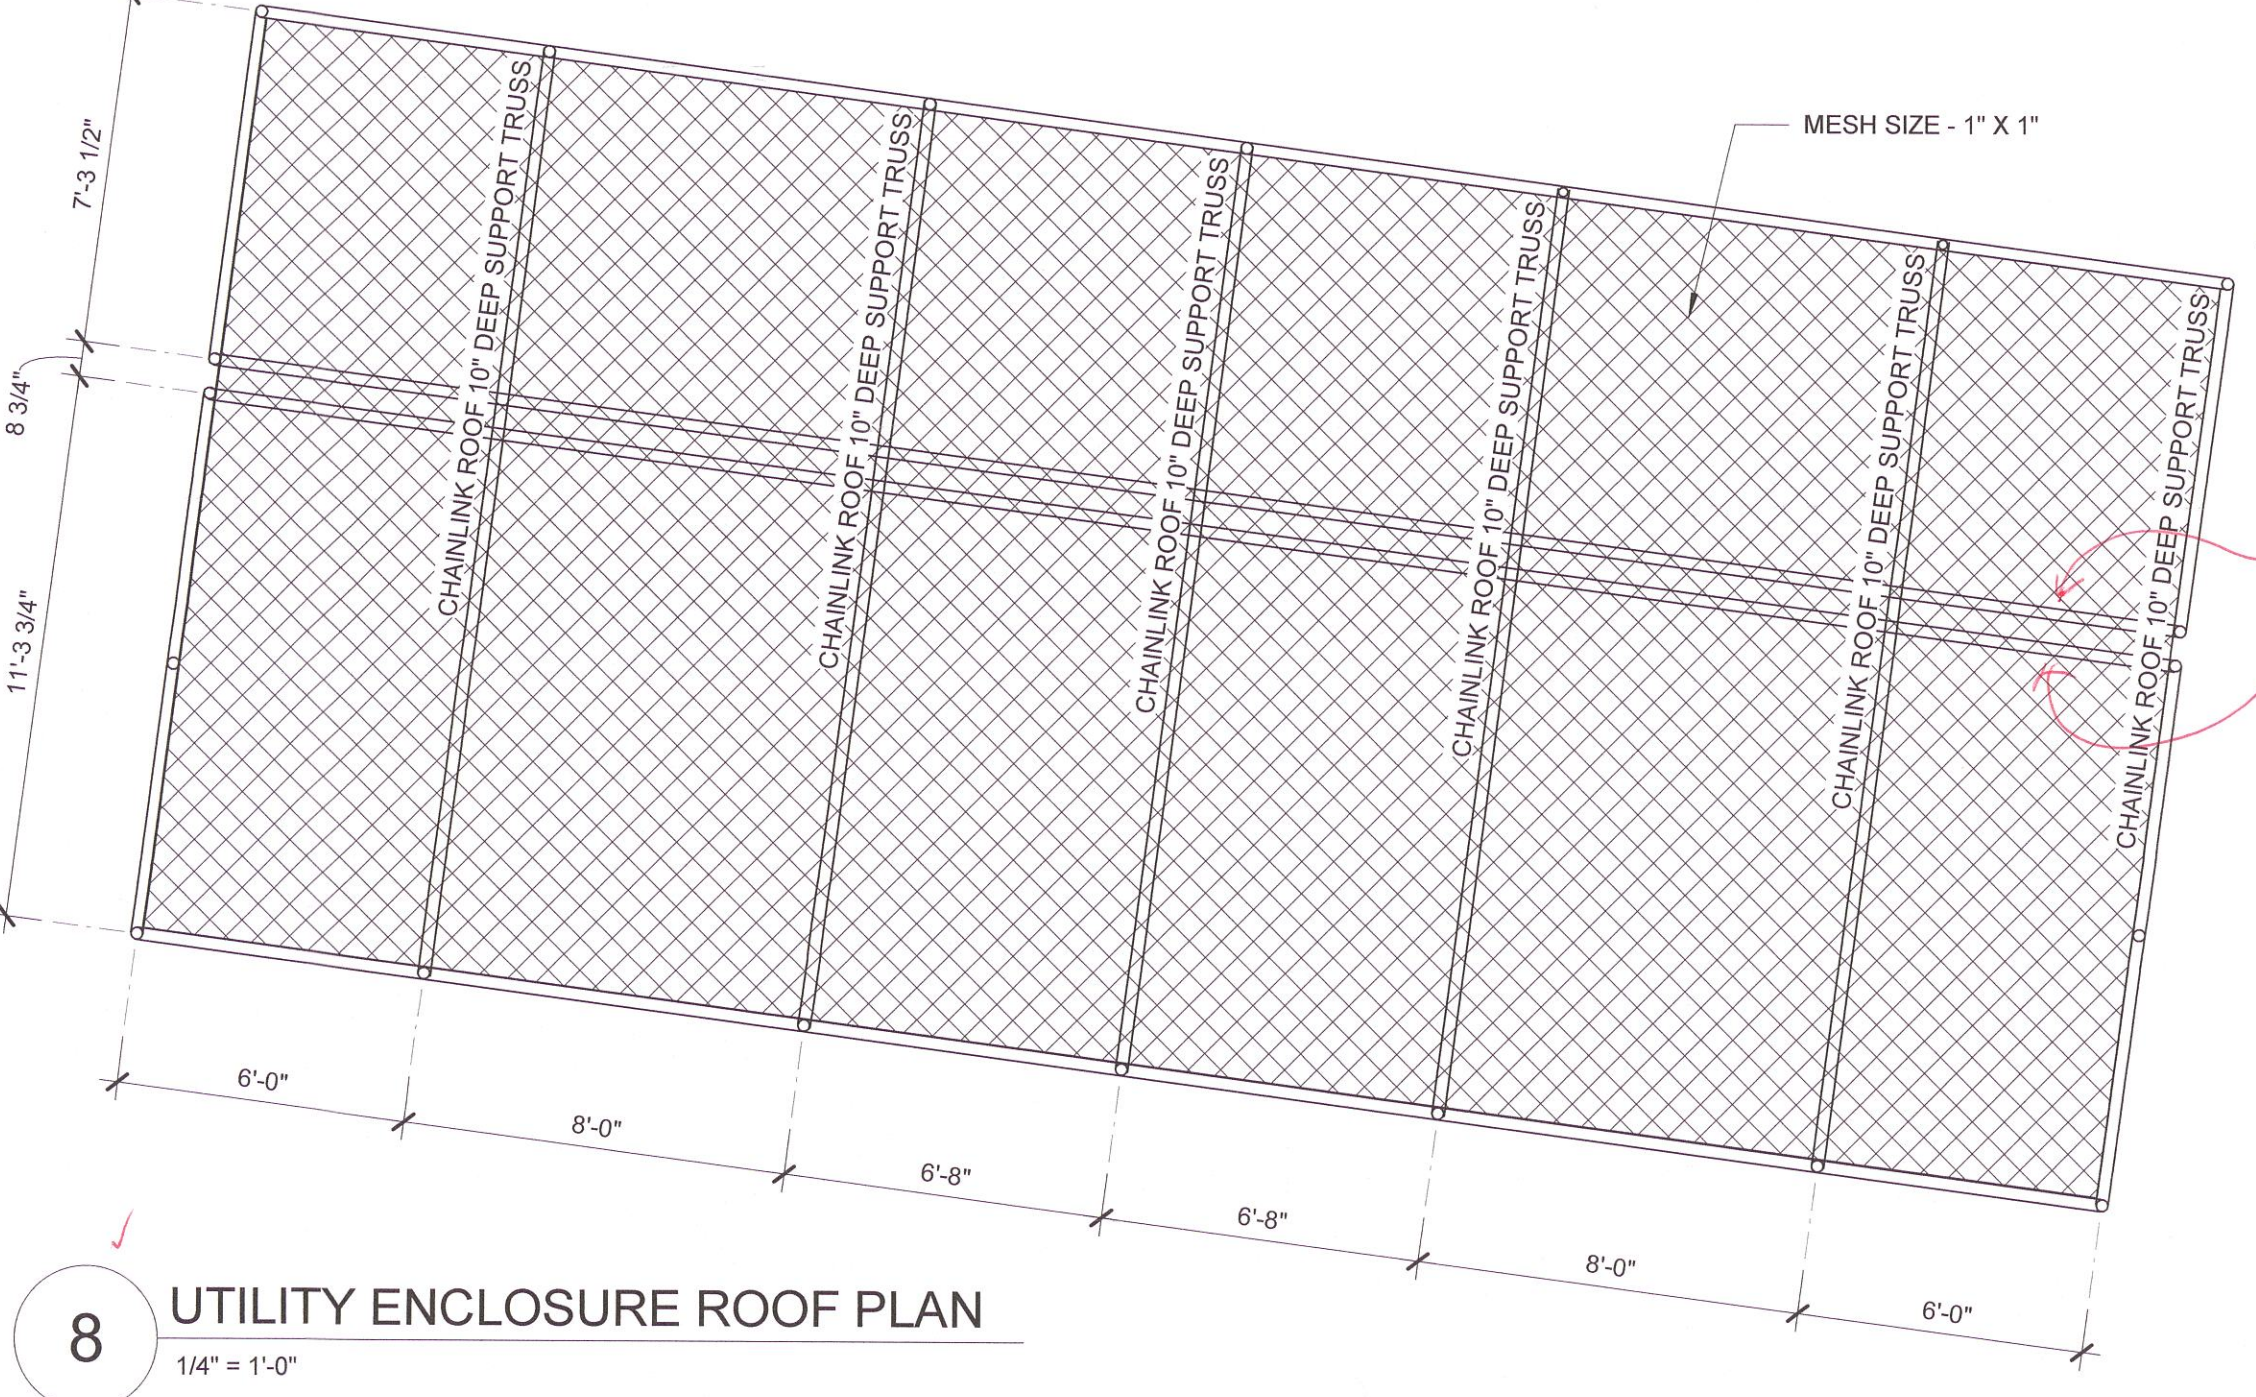 MESH SIZE - 1" X 1"
7'-3 1/2"
8 3/4"
11'-3 3/4"
CHAINLINK ROOF 10" DEEP SUPPORT TRUSS
CHAINLINK ROOF 10" DEEP SUPPORT TRUSS
CHAINLINK ROOF 10" DEEP SUPPORT TRUSS
CHAINLINK ROOF 10" DEEP SUPPORT TRUSS
CHAINLINK ROOF 10" DEEP SUPPORT TRUSS
CHAINLINK ROOF 10" DEEP SUPPORT TRUSS
6'-0"
8'-0"
6'-8"
6'-8"
8'-0"
6'-0"
8
UTILITY ENCLOSURE ROOF PLAN
1/4" = 1'-0"